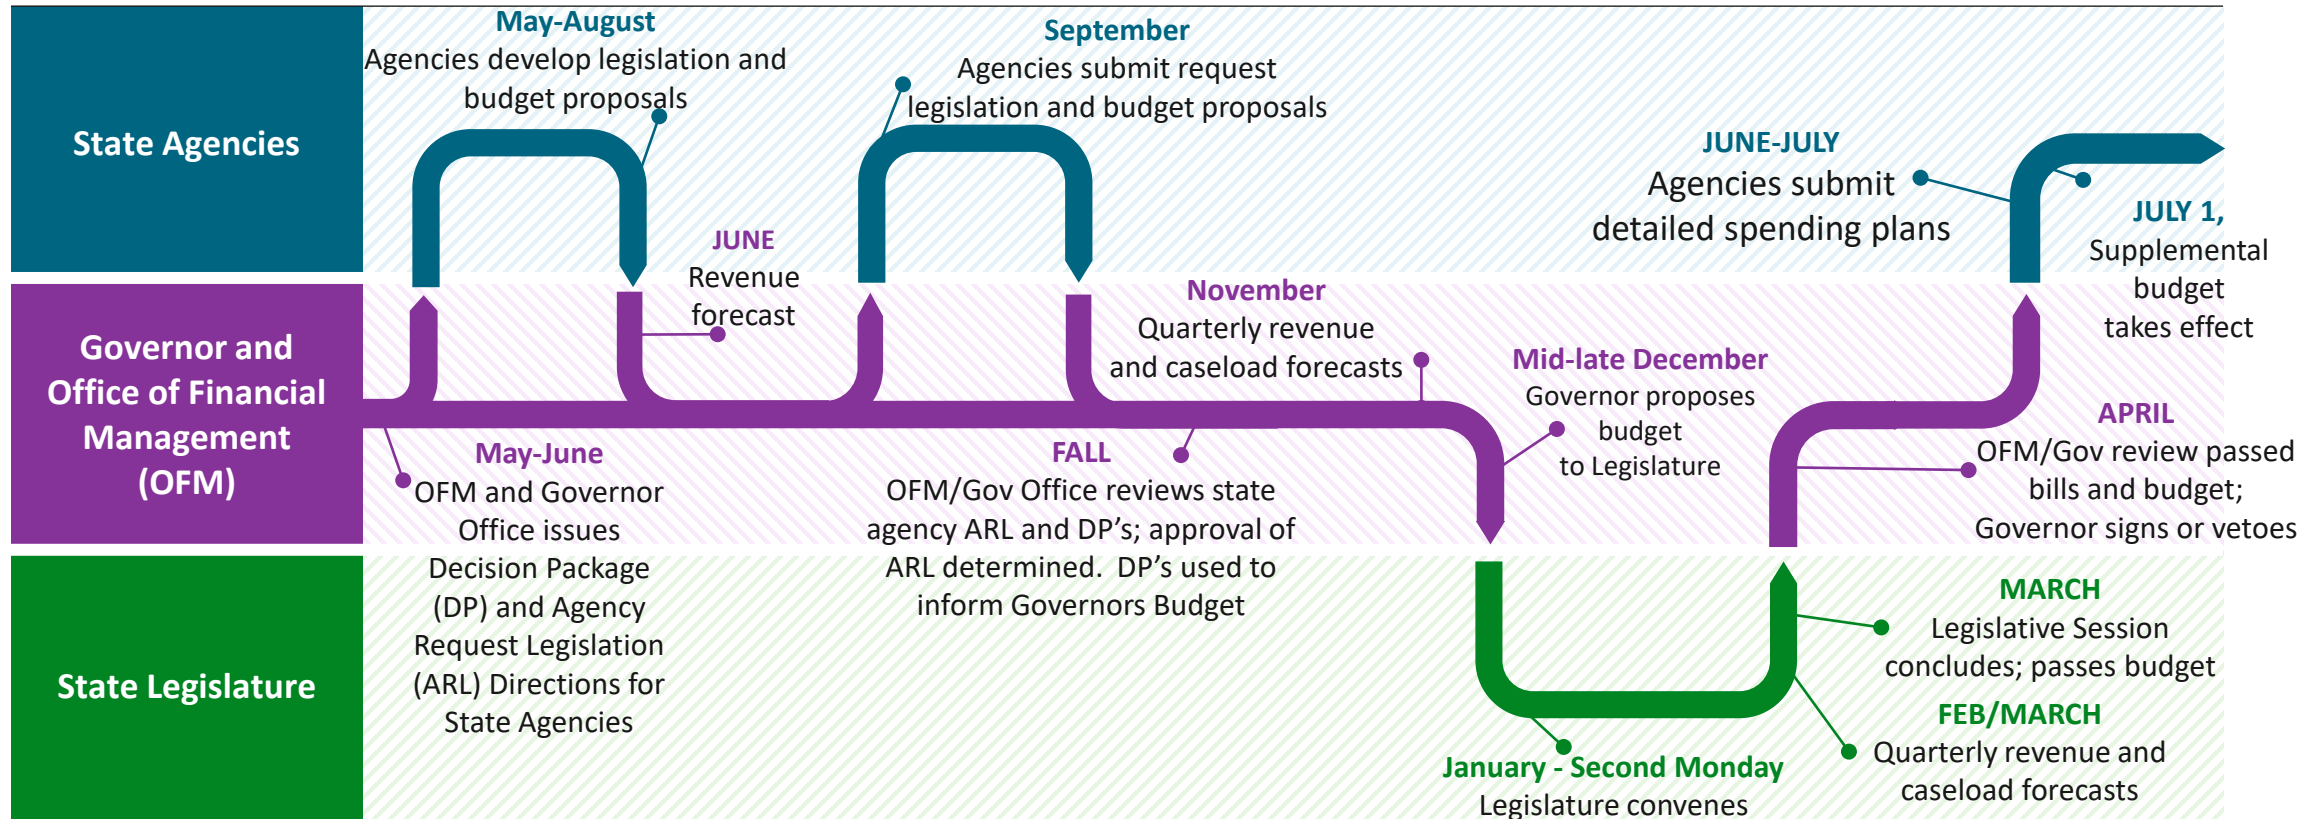 State Agencies
May-August
Agencies develop legislation and
budget proposals
September
Agencies submit request
legislation and budget proposals
JUNE-JULY
Agencies submit
detailed spending plans
JULY 1,
Supplemental
budget
takes effect
Governor and
Office of Financial
Management
(OFM)
May-June
OFM and Governor
Office issues
Decision Package
(DP) and Agency
Request Legislation
(ARL) Directions for
State Agencies
JUNE
Revenue
forecast
FALL
OFM/Gov Office reviews state
agency ARL and DP’s; approval of
ARL determined.  DP’s used to
inform Governors Budget
November
Quarterly revenue
and caseload forecasts
Mid-late December
Governor proposes
budget
to Legislature
APRIL
OFM/Gov review passed
bills and budget;
Governor signs or vetoes
State Legislature
January - Second Monday
Legislature convenes
MARCH
Legislative Session
concludes; passes budget
FEB/MARCH
Quarterly revenue and
caseload forecasts